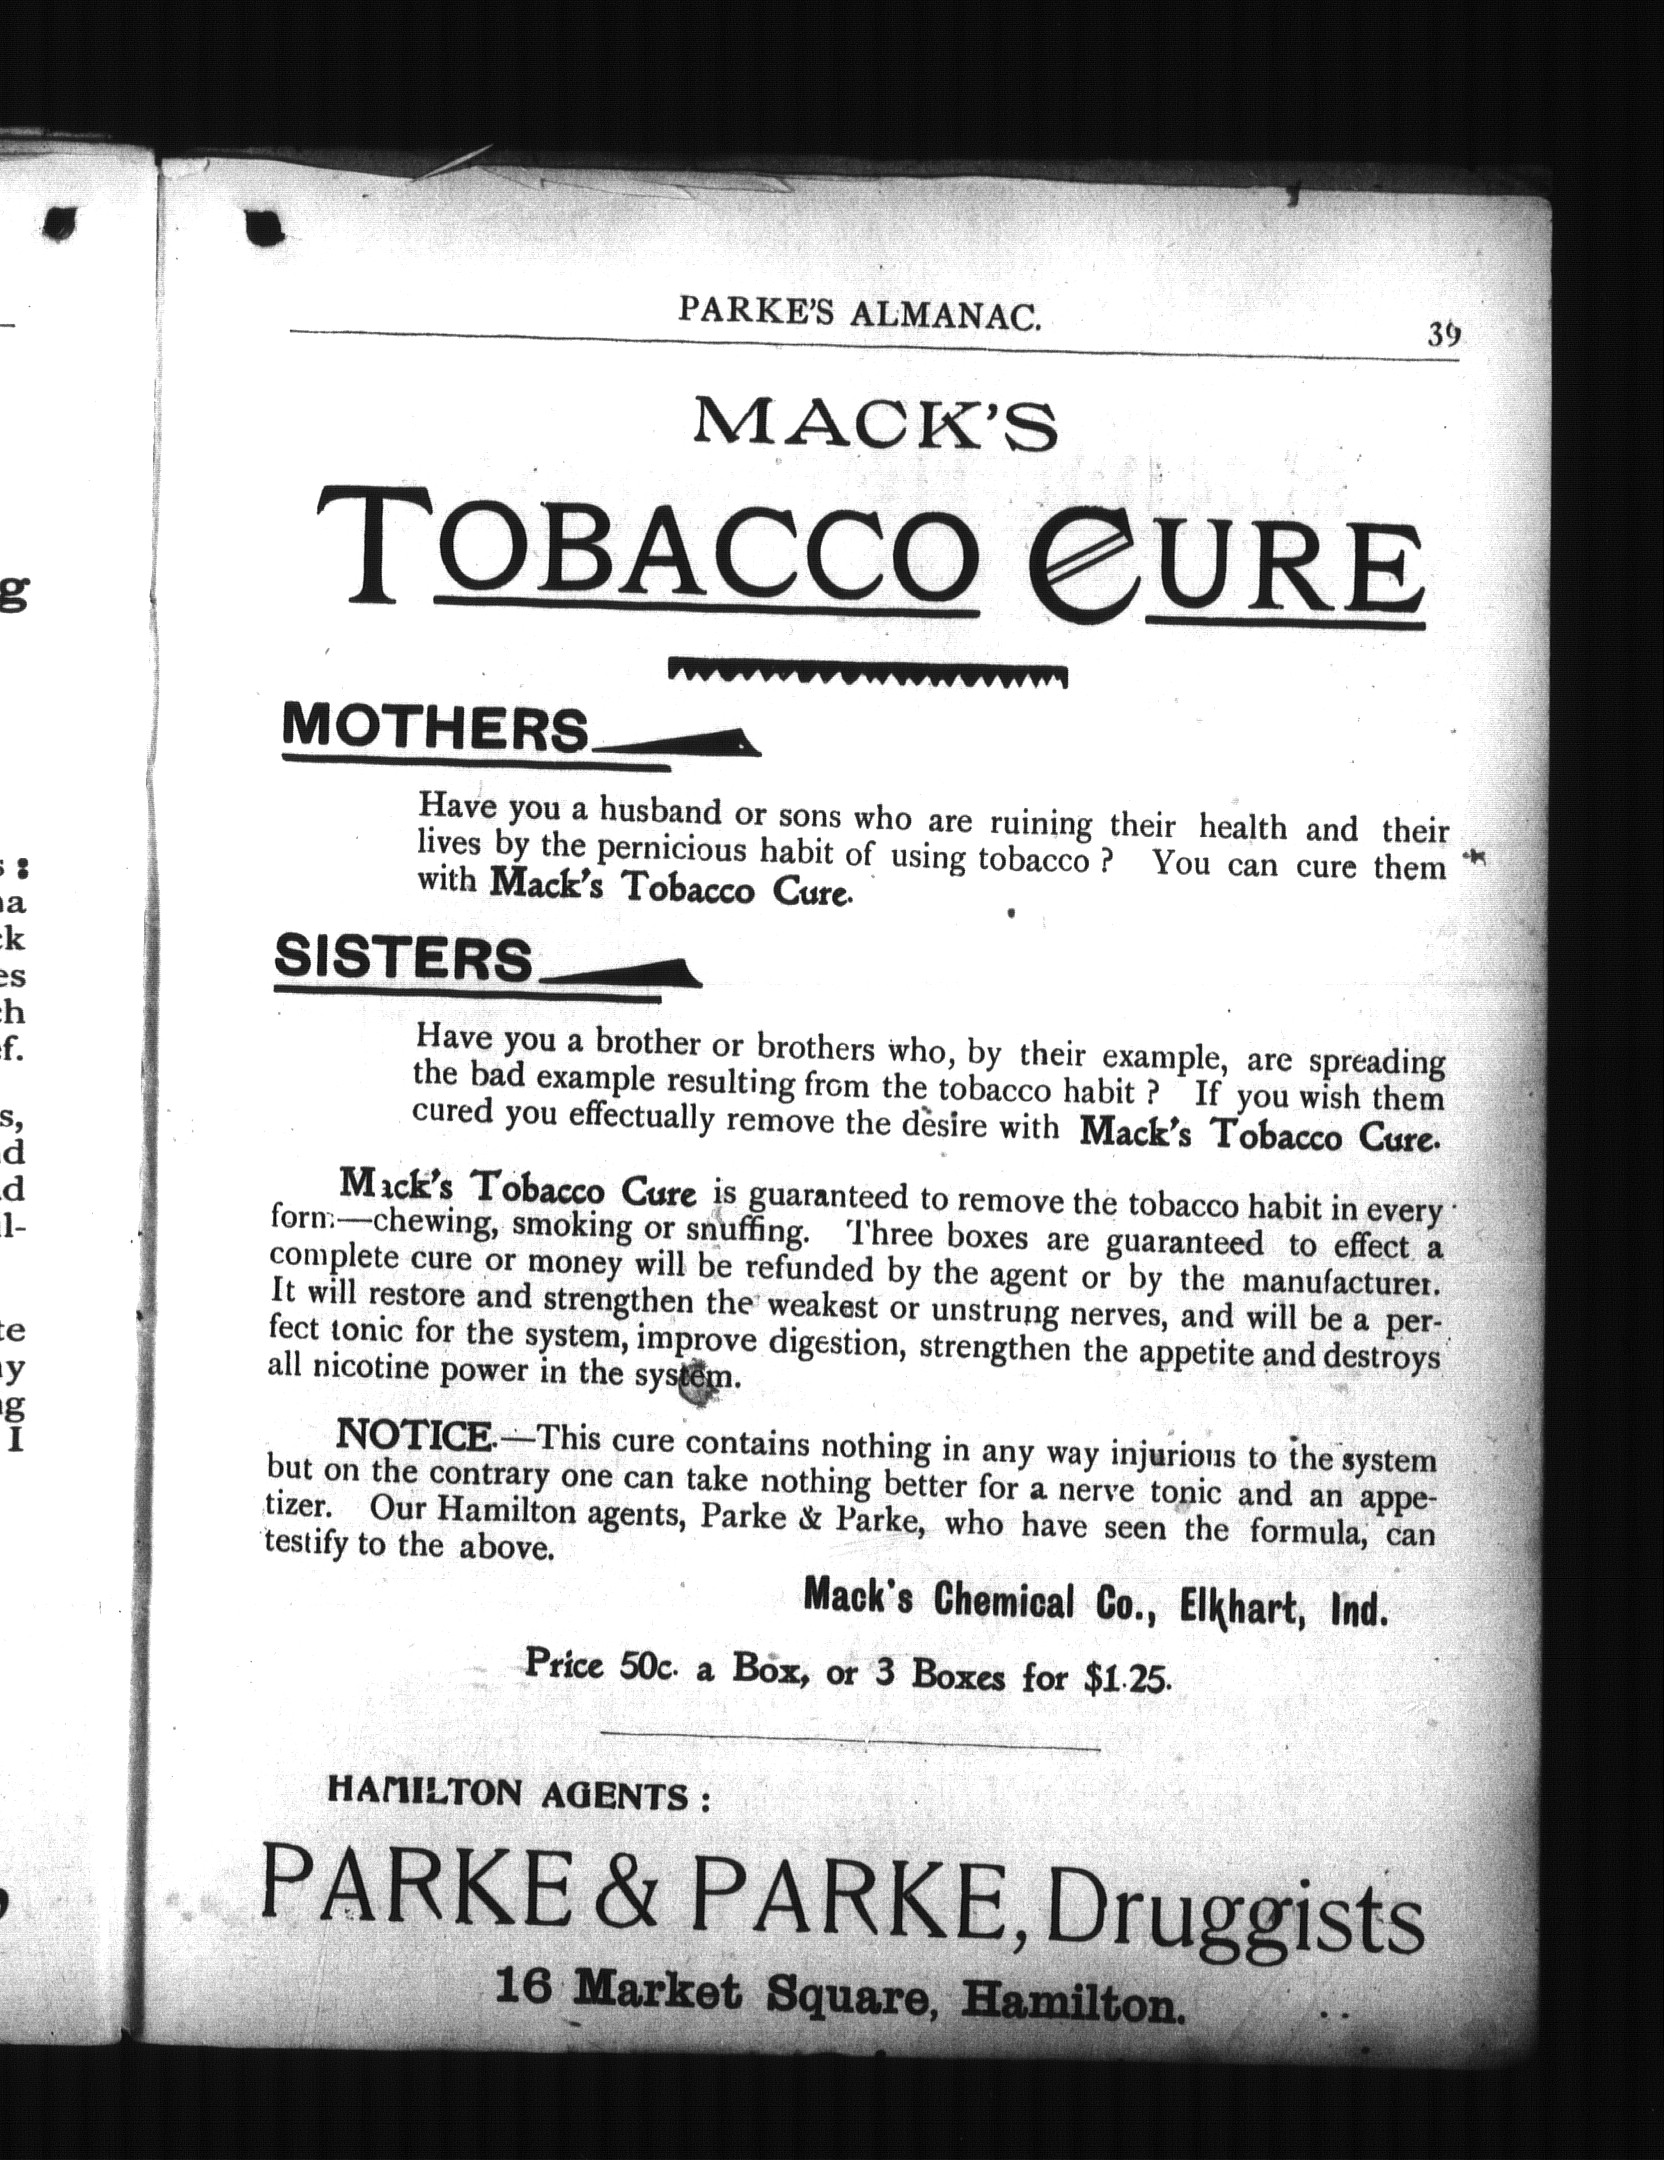 PARKE'S ALMANAC.
39
MACK'S
TOBACCO CURE
MOTHERS
Have you a husband or sons who are ruining their health and their
lives by the pernicious habit of using tobacco ? You can cure them
with Mack's Tobacco Cure.
SISTERS
Have you a brother or brothers who, by their example, are spreading
the bad example resulting from the tobacco habit ? If you wish them
cured you effectually remove the desire with Mack's Tobacco Cure.
Mack's Tobacco Cure is guaranteed to remove the tobacco habit in every
form:—chewing, smoking or snuffing. Three boxes are guaranteed to effect a
complete cure or money will be refunded by the agent or by the manufacturer.
It will restore and strengthen the weakest or unstrung nerves, and will be a per-
fect tonic for the system, improve digestion, strengthen the appetite and destroys
all nicotine power in the system.
NOTICE.—This cure contains nothing in any way injurious to the system
but on the contrary one can take nothing better for a nerve tonic and an appe-
tizer. Our Hamilton agents, Parke & Parke, who have seen the formula, can
testify to the above.
Mack's Chemical Co., Elkhart, Ind.
Price 50c. a Box, or 3 Boxes for $1.25.
HAMILTON AGENTS :
PARKE & PARKE, Druggists
16 Market Square, Hamilton.